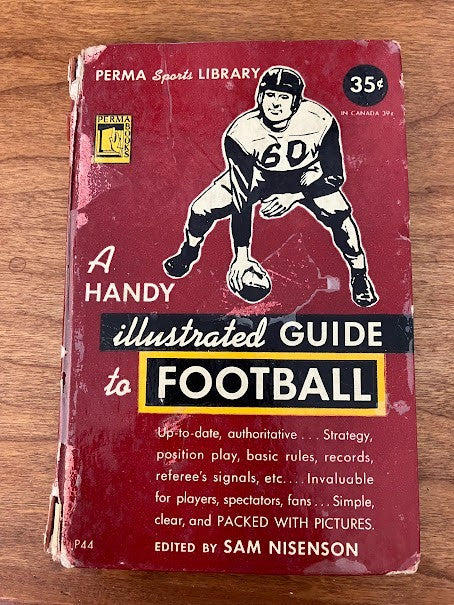 PERMA Sports LIBRARY
35¢
IN CANADA 39¢
PERMA
BOOKS
60
A
HANDY
illustrated GUIDE
to FOOTBALL
Up-to-date, authoritative . . . Strategy,
position play, basic rules, records,
referee's signals, etc. . . . Invaluable
for players, spectators, fans . . . Simple,
clear, and PACKED WITH PICTURES.
P44
EDITED BY SAM NISENSON